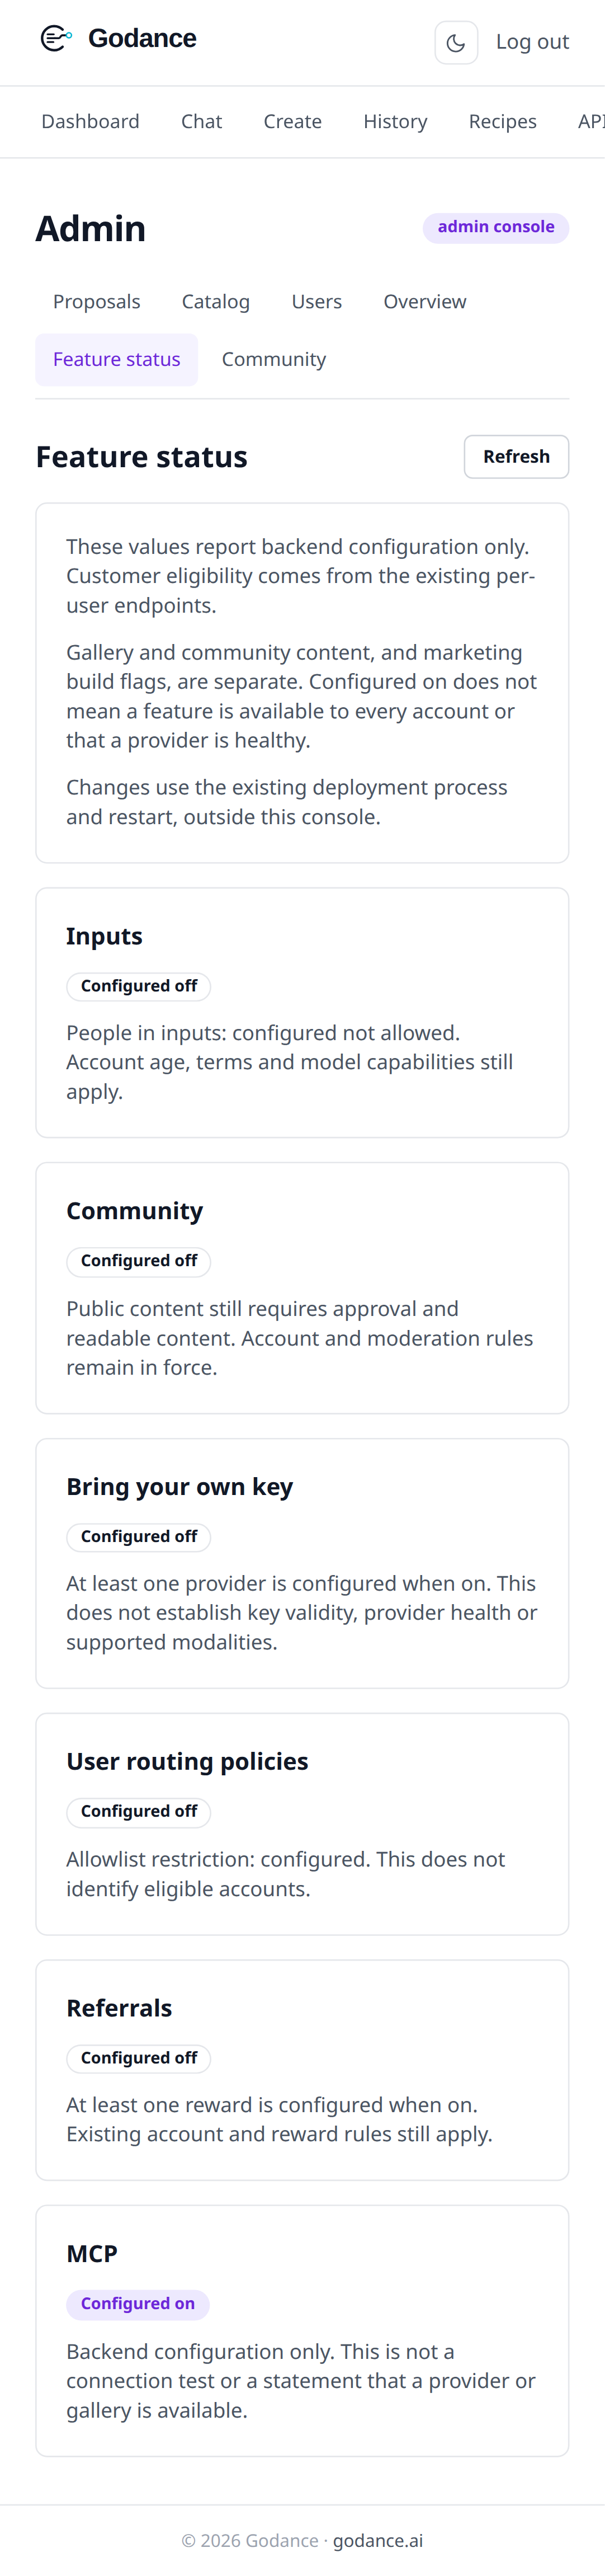 Godance
Log out
Dashboard Chat Create History Recipes API
Admin
admin console
Proposals Catalog Users Overview
Feature status Community
Feature status
Refresh
These values report backend configuration only.
Customer eligibility comes from the existing per-
user endpoints.
Gallery and community content, and marketing
build flags, are separate. Configured on does not
mean a feature is available to every account or
that a provider is healthy.
Changes use the existing deployment process
and restart, outside this console.
Inputs
Configured off
People in inputs: configured not allowed.
Account age, terms and model capabilities still
apply.
Community
Configured off
Public content still requires approval and
readable content. Account and moderation rules
remain in force.
Bring your own key
Configured off
At least one provider is configured when on. This
does not establish key validity, provider health or
supported modalities.
User routing policies
Configured off
Allowlist restriction: configured. This does not
identify eligible accounts.
Referrals
Configured off
At least one reward is configured when on.
Existing account and reward rules still apply.
MCP
Configured on
Backend configuration only. This is not a
connection test or a statement that a provider or
gallery is available.
© 2026 Godance · godance.ai